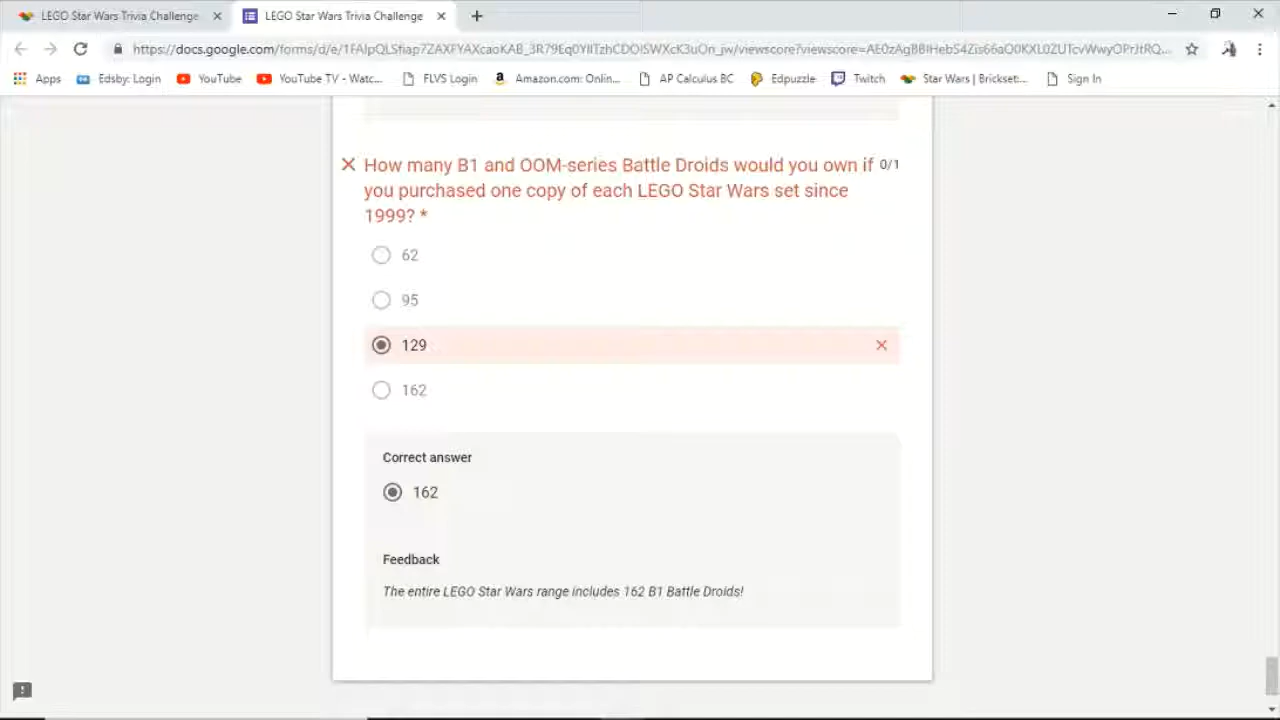 LEGO Star Wars Trivia Challenge
LEGO Star Wars Trivia Challenge
Apps Edsby: Login YouTube YouTube TV - Watc... FLVS Login Amazon.com: Onlin... AP Calculus BC Edpuzzle Twitch Star Wars | Brickset:... Sign In
How many B1 and OOM-series Battle Droids would you own if 0/1
you purchased one copy of each LEGO Star Wars set since
1999? *
62
95
129
162
Correct answer
162
Feedback
The entire LEGO Star Wars range includes 162 B1 Battle Droids!